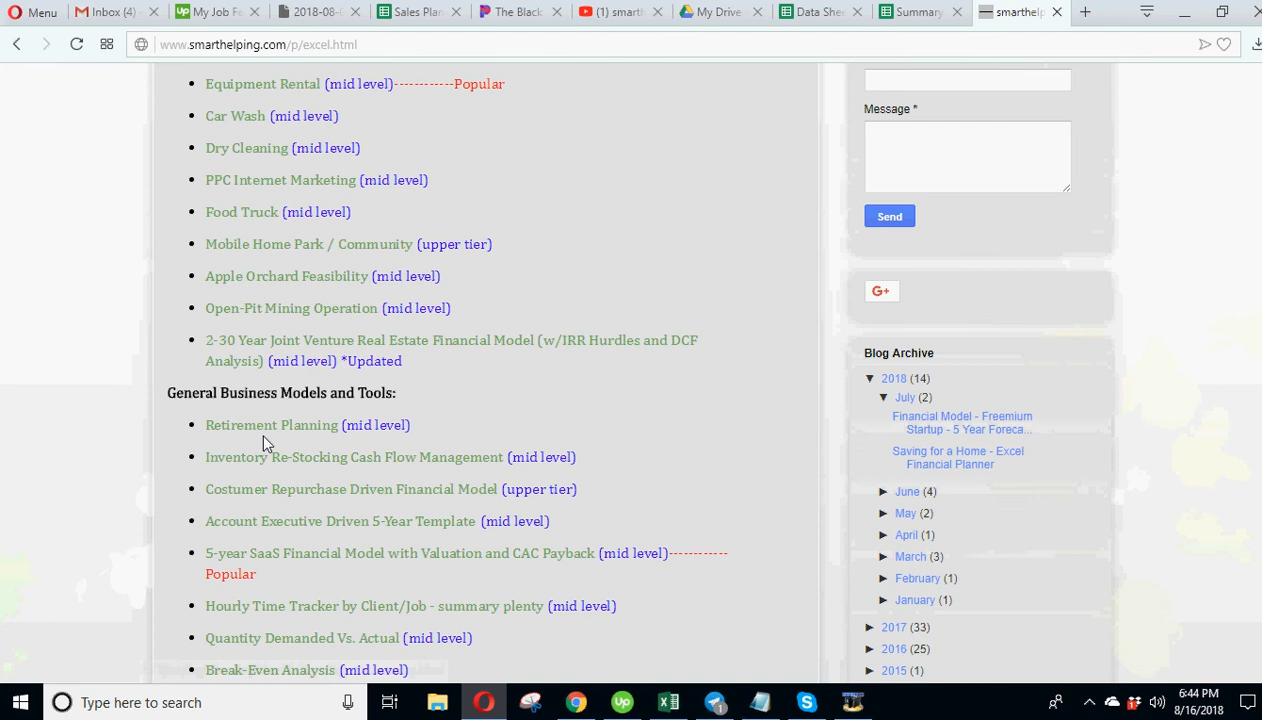 Menu
Inbox (4)
My Job Fe
2018-08-0
Sales Plan
The Black
(1) smarth
My Drive
Data Shee
Summary
smarthelp
www.smarthelping.com/p/excel.html
Equipment Rental (mid level)------------Popular
Car Wash (mid level)
Dry Cleaning (mid level)
PPC Internet Marketing (mid level)
Food Truck (mid level)
Mobile Home Park / Community (upper tier)
Apple Orchard Feasibility (mid level)
Open-Pit Mining Operation (mid level)
2-30 Year Joint Venture Real Estate Financial Model (w/IRR Hurdles and DCF
Analysis) (mid level) *Updated
General Business Models and Tools:
Retirement Planning (mid level)
Inventory Re-Stocking Cash Flow Management (mid level)
Costumer Repurchase Driven Financial Model (upper tier)
Account Executive Driven 5-Year Template (mid level)
5-year SaaS Financial Model with Valuation and CAC Payback (mid level)------------
Popular
Hourly Time Tracker by Client/Job - summary plenty (mid level)
Quantity Demanded Vs. Actual (mid level)
Break-Even Analysis (mid level)
Message *
Send
G+
Blog Archive
▼ 2018 (14)
▼ July (2)
Financial Model - Freemium
Startup - 5 Year Foreca...
Saving for a Home - Excel
Financial Planner
► June (4)
► May (2)
► April (1)
► March (3)
► February (1)
► January (1)
► 2017 (33)
► 2016 (25)
► 2015 (1)
Type here to search
6:44 PM
8/16/2018